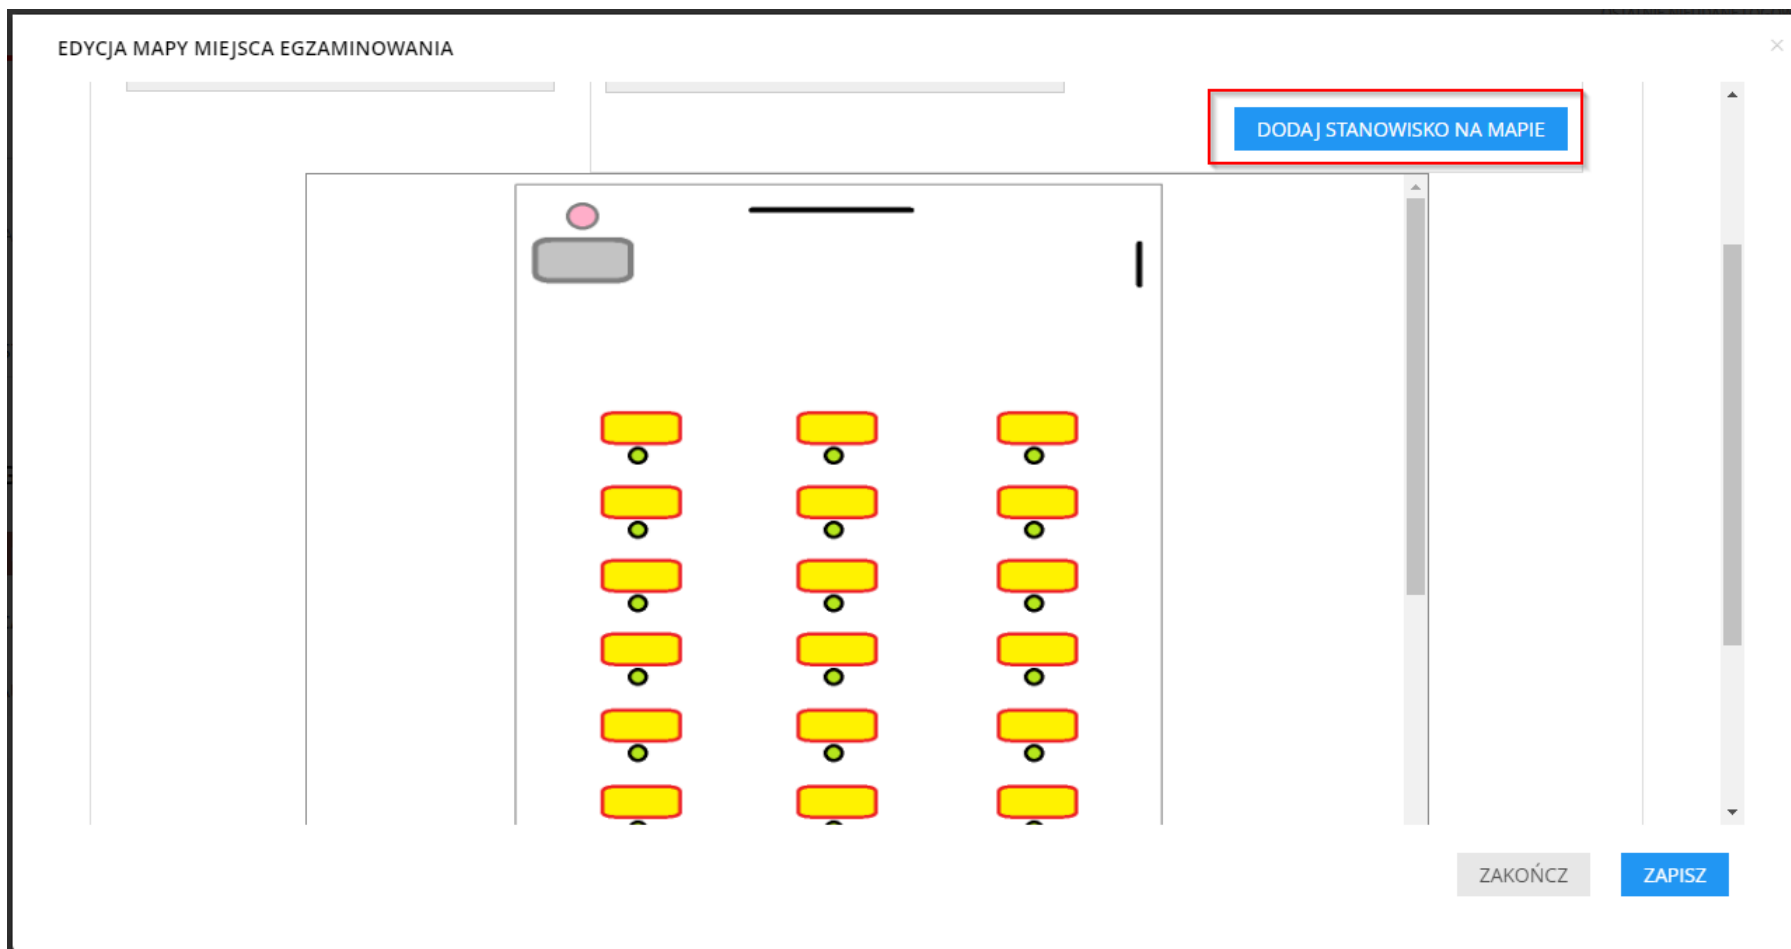 EDYCJA MAPY MIEJSCA EGZAMINOWANIA
DODAJ STANOWISKO NA MAPIE
ZAKOŃCZ
ZAPISZ